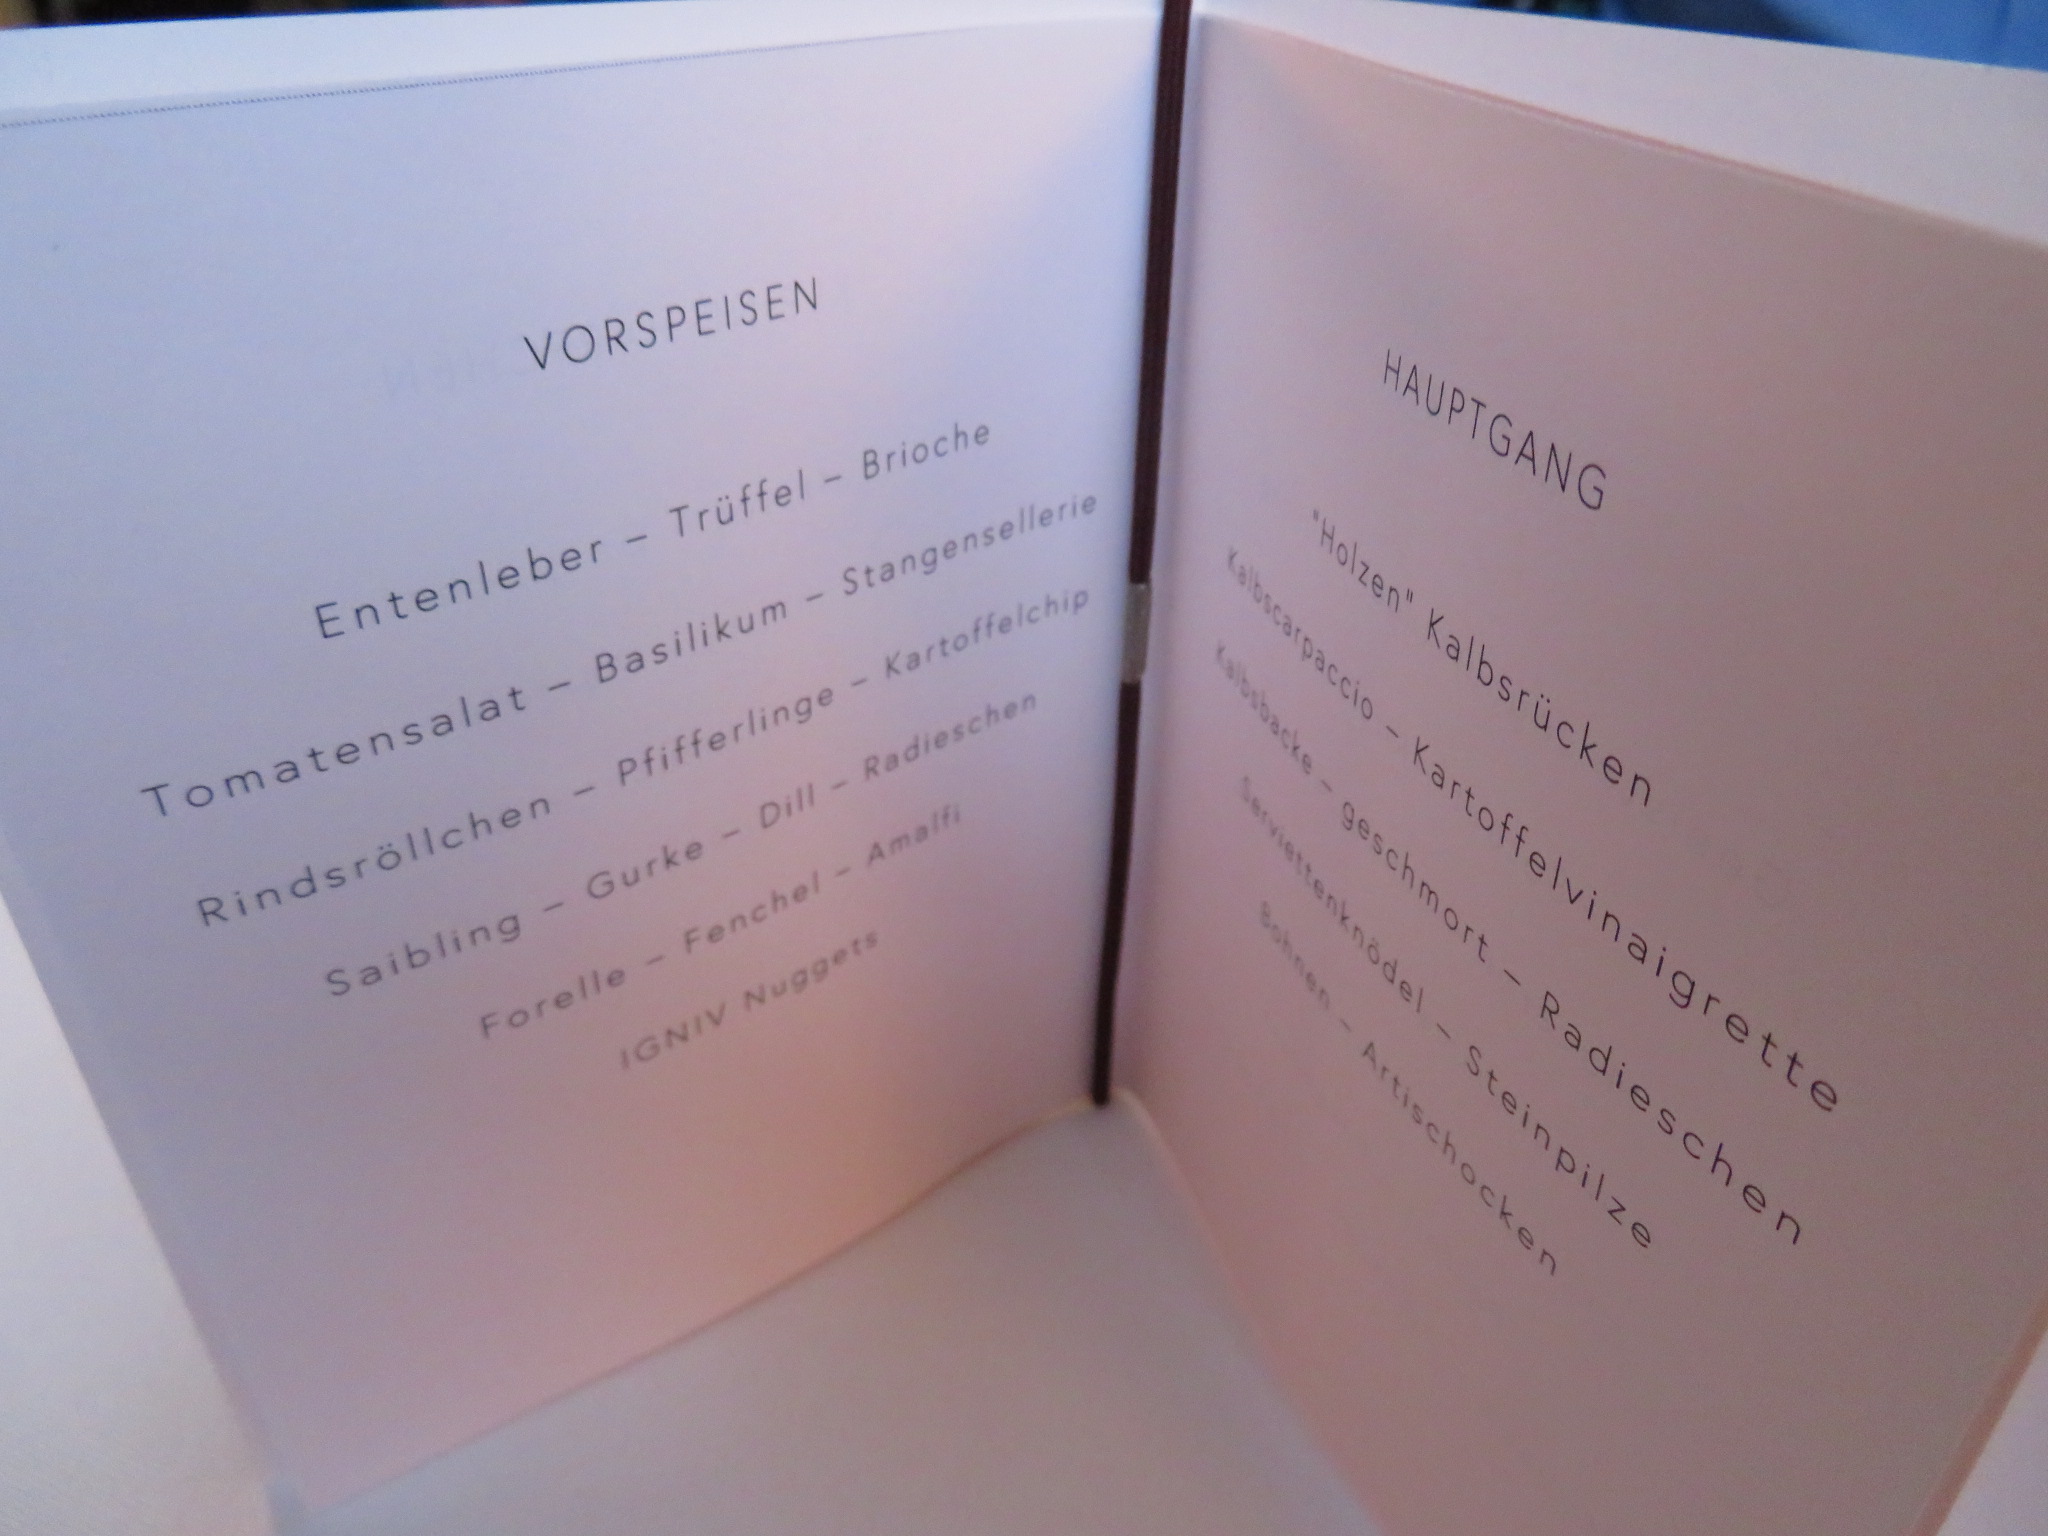 VORSPEISEN
Entenleber – Trüffel – Brioche
Tomatensalat – Basilikum – Stangensellerie
Rindsröllchen – Pfifferlinge – Kartoffelchip
Saibling – Gurke – Dill – Radieschen
Forelle – Fenchel – Amalfi
IGNIV Nuggets
HAUPTGANG
"Holzen" Kalbsrücken
Kalbscarpaccio – Kartoffelvinaigrette
Kalbsbacke – geschmort – Radieschen
Serviettenknödel – Steinpilze
Bohnen – Artischocken